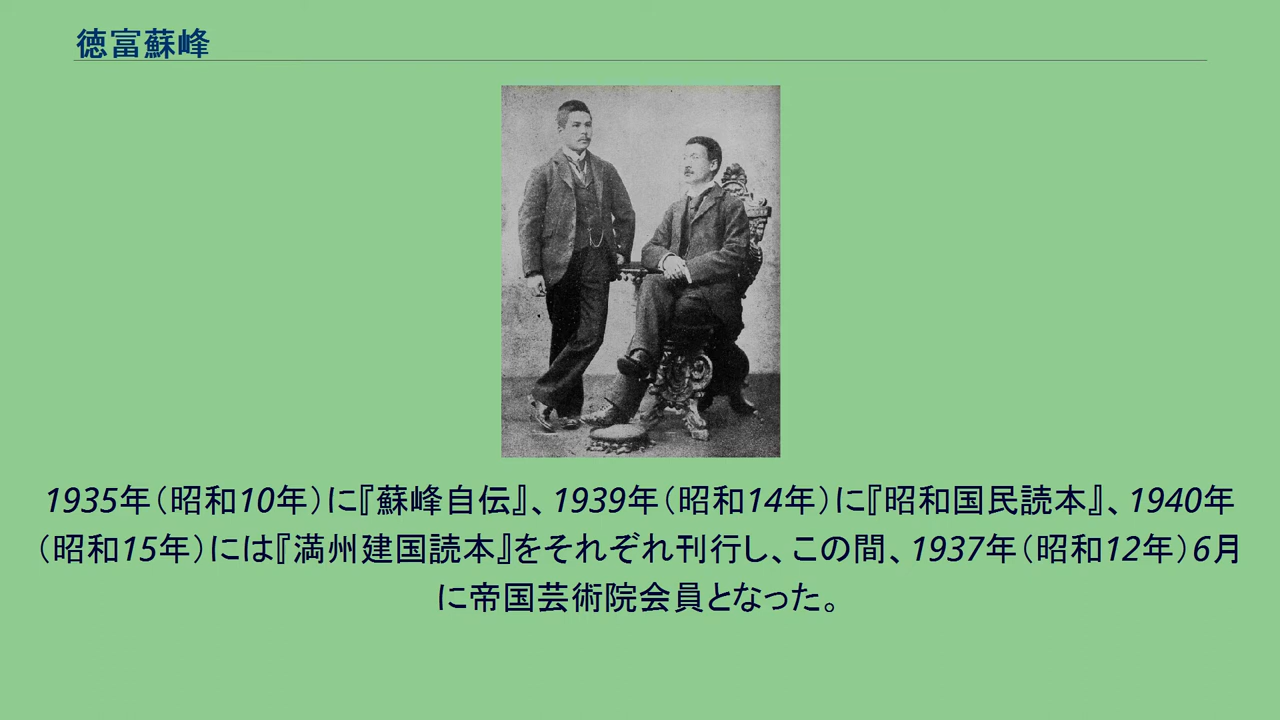 徳富蘇峰
1935年（昭和10年）に『蘇峰自伝』、1939年（昭和14年）に『昭和国民読本』、1940年
（昭和15年）には『満州建国読本』をそれぞれ刊行し、この間、1937年（昭和12年）6月
に帝国芸術院会員となった。